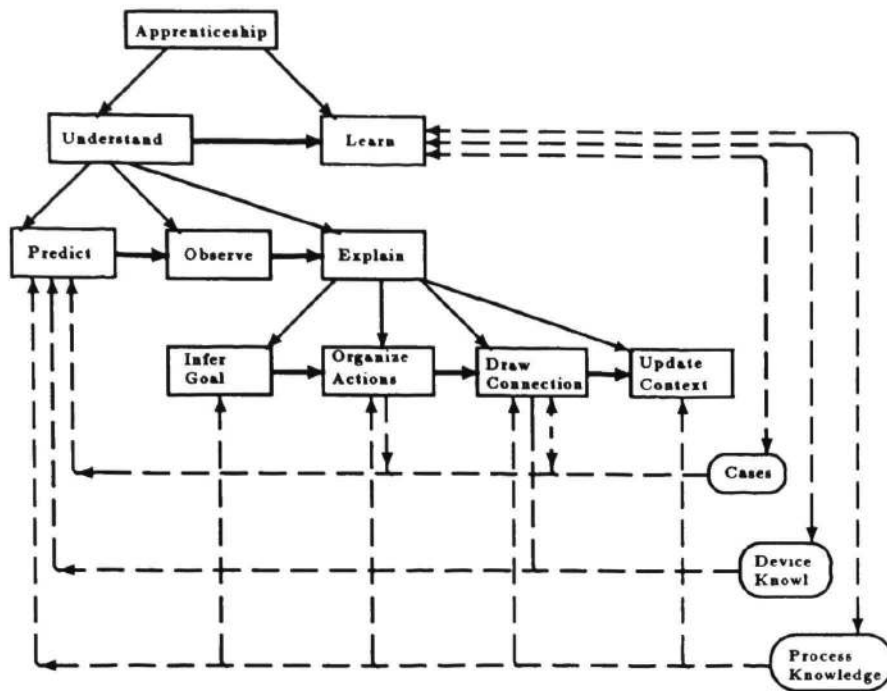 Apprenticeship
Understand
Learn
Predict
Observe
Explain
Infer
Goal
Organize
Actions
Draw
Connection
Update
Context
Cases
Device
Knowl
Process
Knowledge